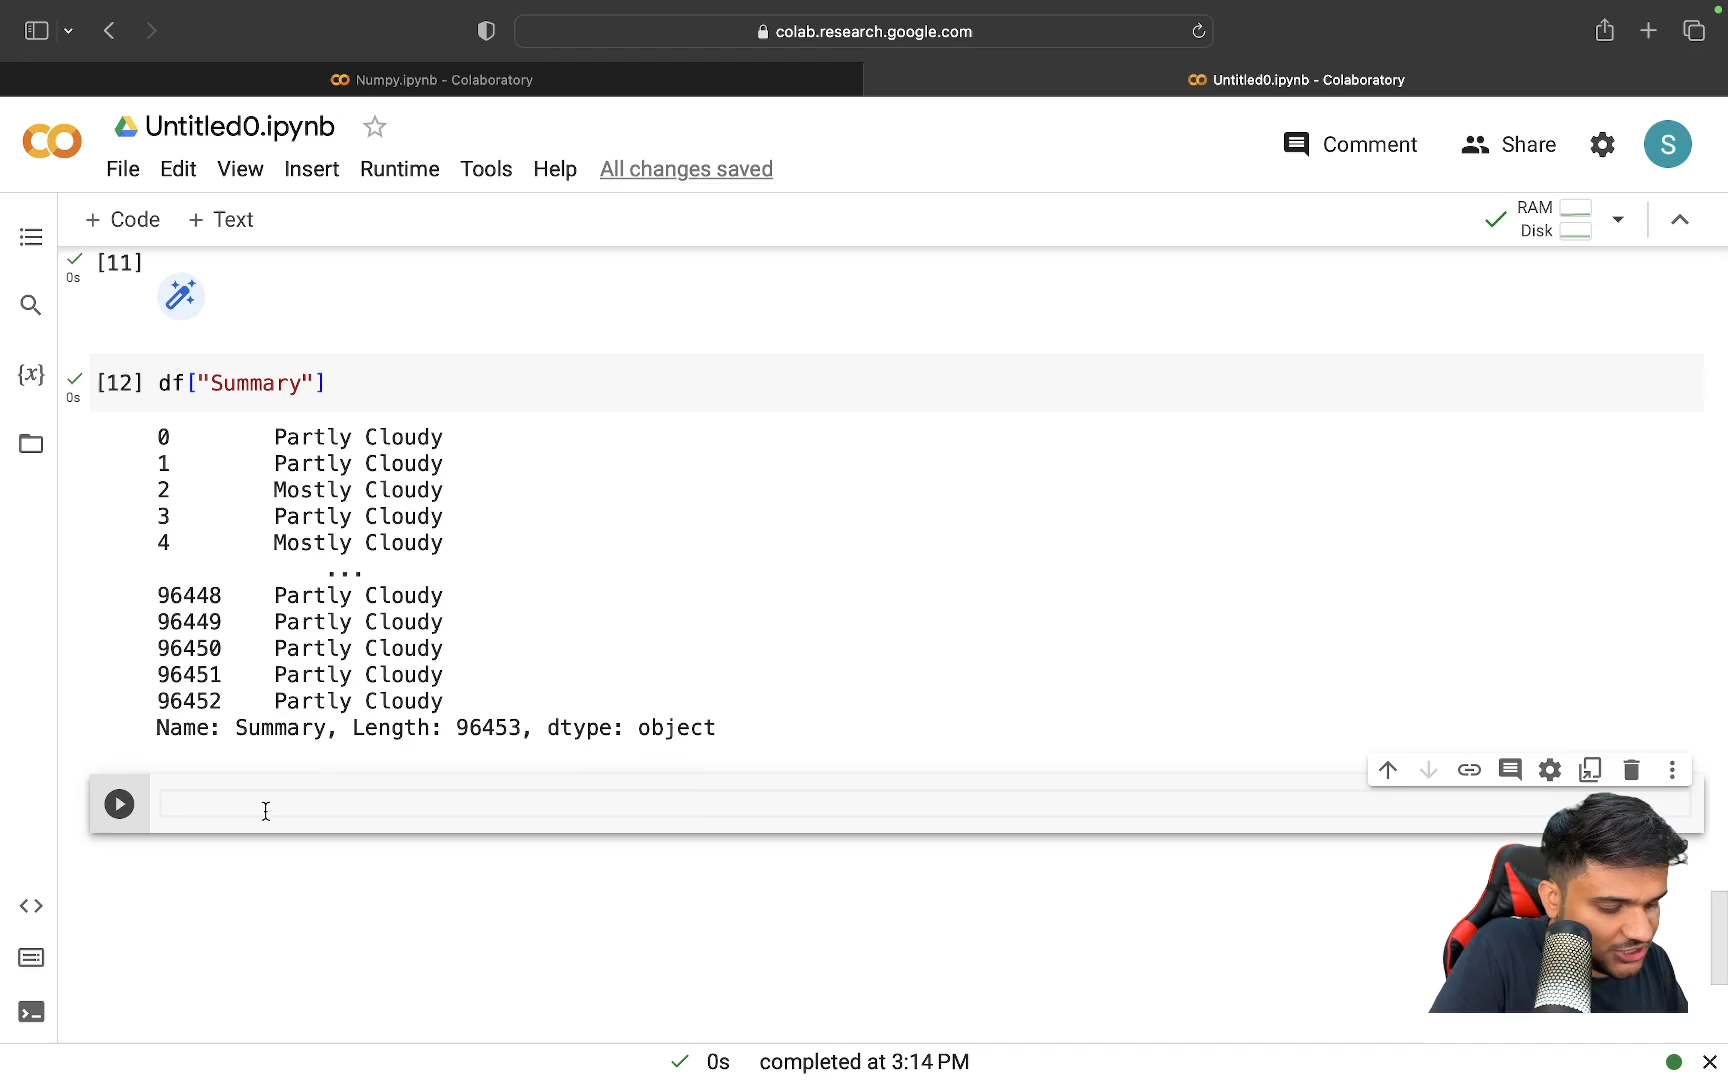 colab.research.google.com
Numpy.ipynb - Colaboratory
Untitled0.ipynb - Colaboratory
Untitled0.ipynb
Comment
Share
S
File Edit View Insert Runtime Tools Help All changes saved
+ Code + Text
RAM
Disk
[11]
0s
{x}
[12] df["Summary"]
0s
0 Partly Cloudy
1 Partly Cloudy
2 Mostly Cloudy
3 Partly Cloudy
4 Mostly Cloudy
...
96448 Partly Cloudy
96449 Partly Cloudy
96450 Partly Cloudy
96451 Partly Cloudy
96452 Partly Cloudy
Name: Summary, Length: 96453, dtype: object
0s completed at 3:14 PM